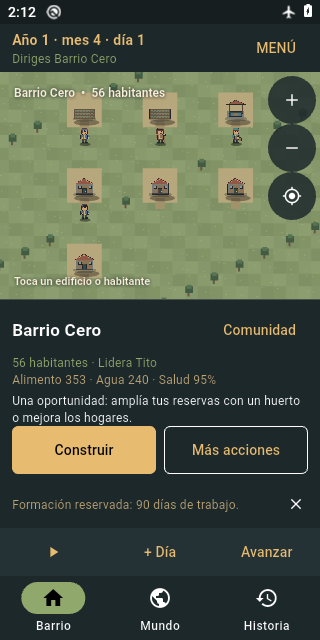 2:12
Año 1 · mes 4 · día 1
Diriges Barrio Cero
MENÚ
Barrio Cero • 56 habitantes
Toca un edificio o habitante
Barrio Cero
Comunidad
56 habitantes · Lidera Tito
Alimento 353 · Agua 240 · Salud 95%
Una oportunidad: amplía tus reservas con un huerto
o mejora los hogares.
Construir
Más acciones
Formación reservada: 90 días de trabajo.
+ Día
Avanzar
Barrio
Mundo
Historia